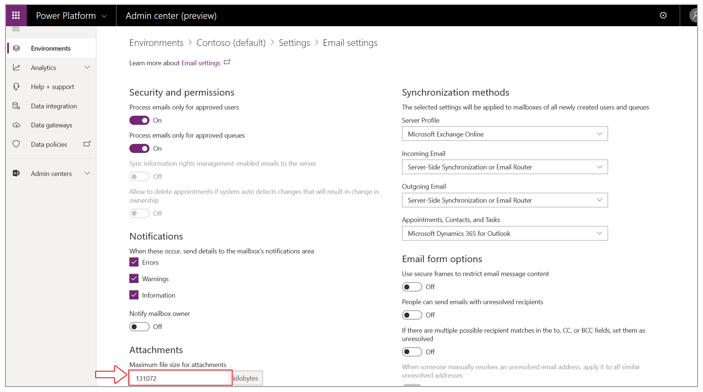 Power Platform
Admin center (preview)
Environments
Analytics
Help + support
Data integration
Data gateways
Data policies
Admin centers
Environments > Contoso (default) > Settings > Email settings
Learn more about Email settings
Security and permissions
Process emails only for approved users
On
Process emails only for approved queues
On
Sync information rights management-enabled emails to the server
Off
Allow to delete appointments if system auto detects changes that will result in change in
ownership
Off
Notifications
When these occur, send details to the mailbox's notifications area
Errors
Warnings
Information
Notify mailbox owner
Off
Attachments
Maximum file size for attachments
131072 kilobytes
Synchronization methods
The selected settings will be applied to mailboxes of all newly created users and queues
Server Profile
Microsoft Exchange Online
Incoming Email
Server-Side Synchronization or Email Router
Outgoing Email
Server-Side Synchronization or Email Router
Appointments, Contacts, and Tasks
Microsoft Dynamics 365 for Outlook
Email form options
Use secure frames to restrict email message content
Off
People can send emails with unresolved recipients
Off
If there are multiple possible recipient matches in the to, CC, or BCC fields, set them as
unresolved
Off
When someone manually resolves an unresolved email address, apply it to all similar
unresolved addresses